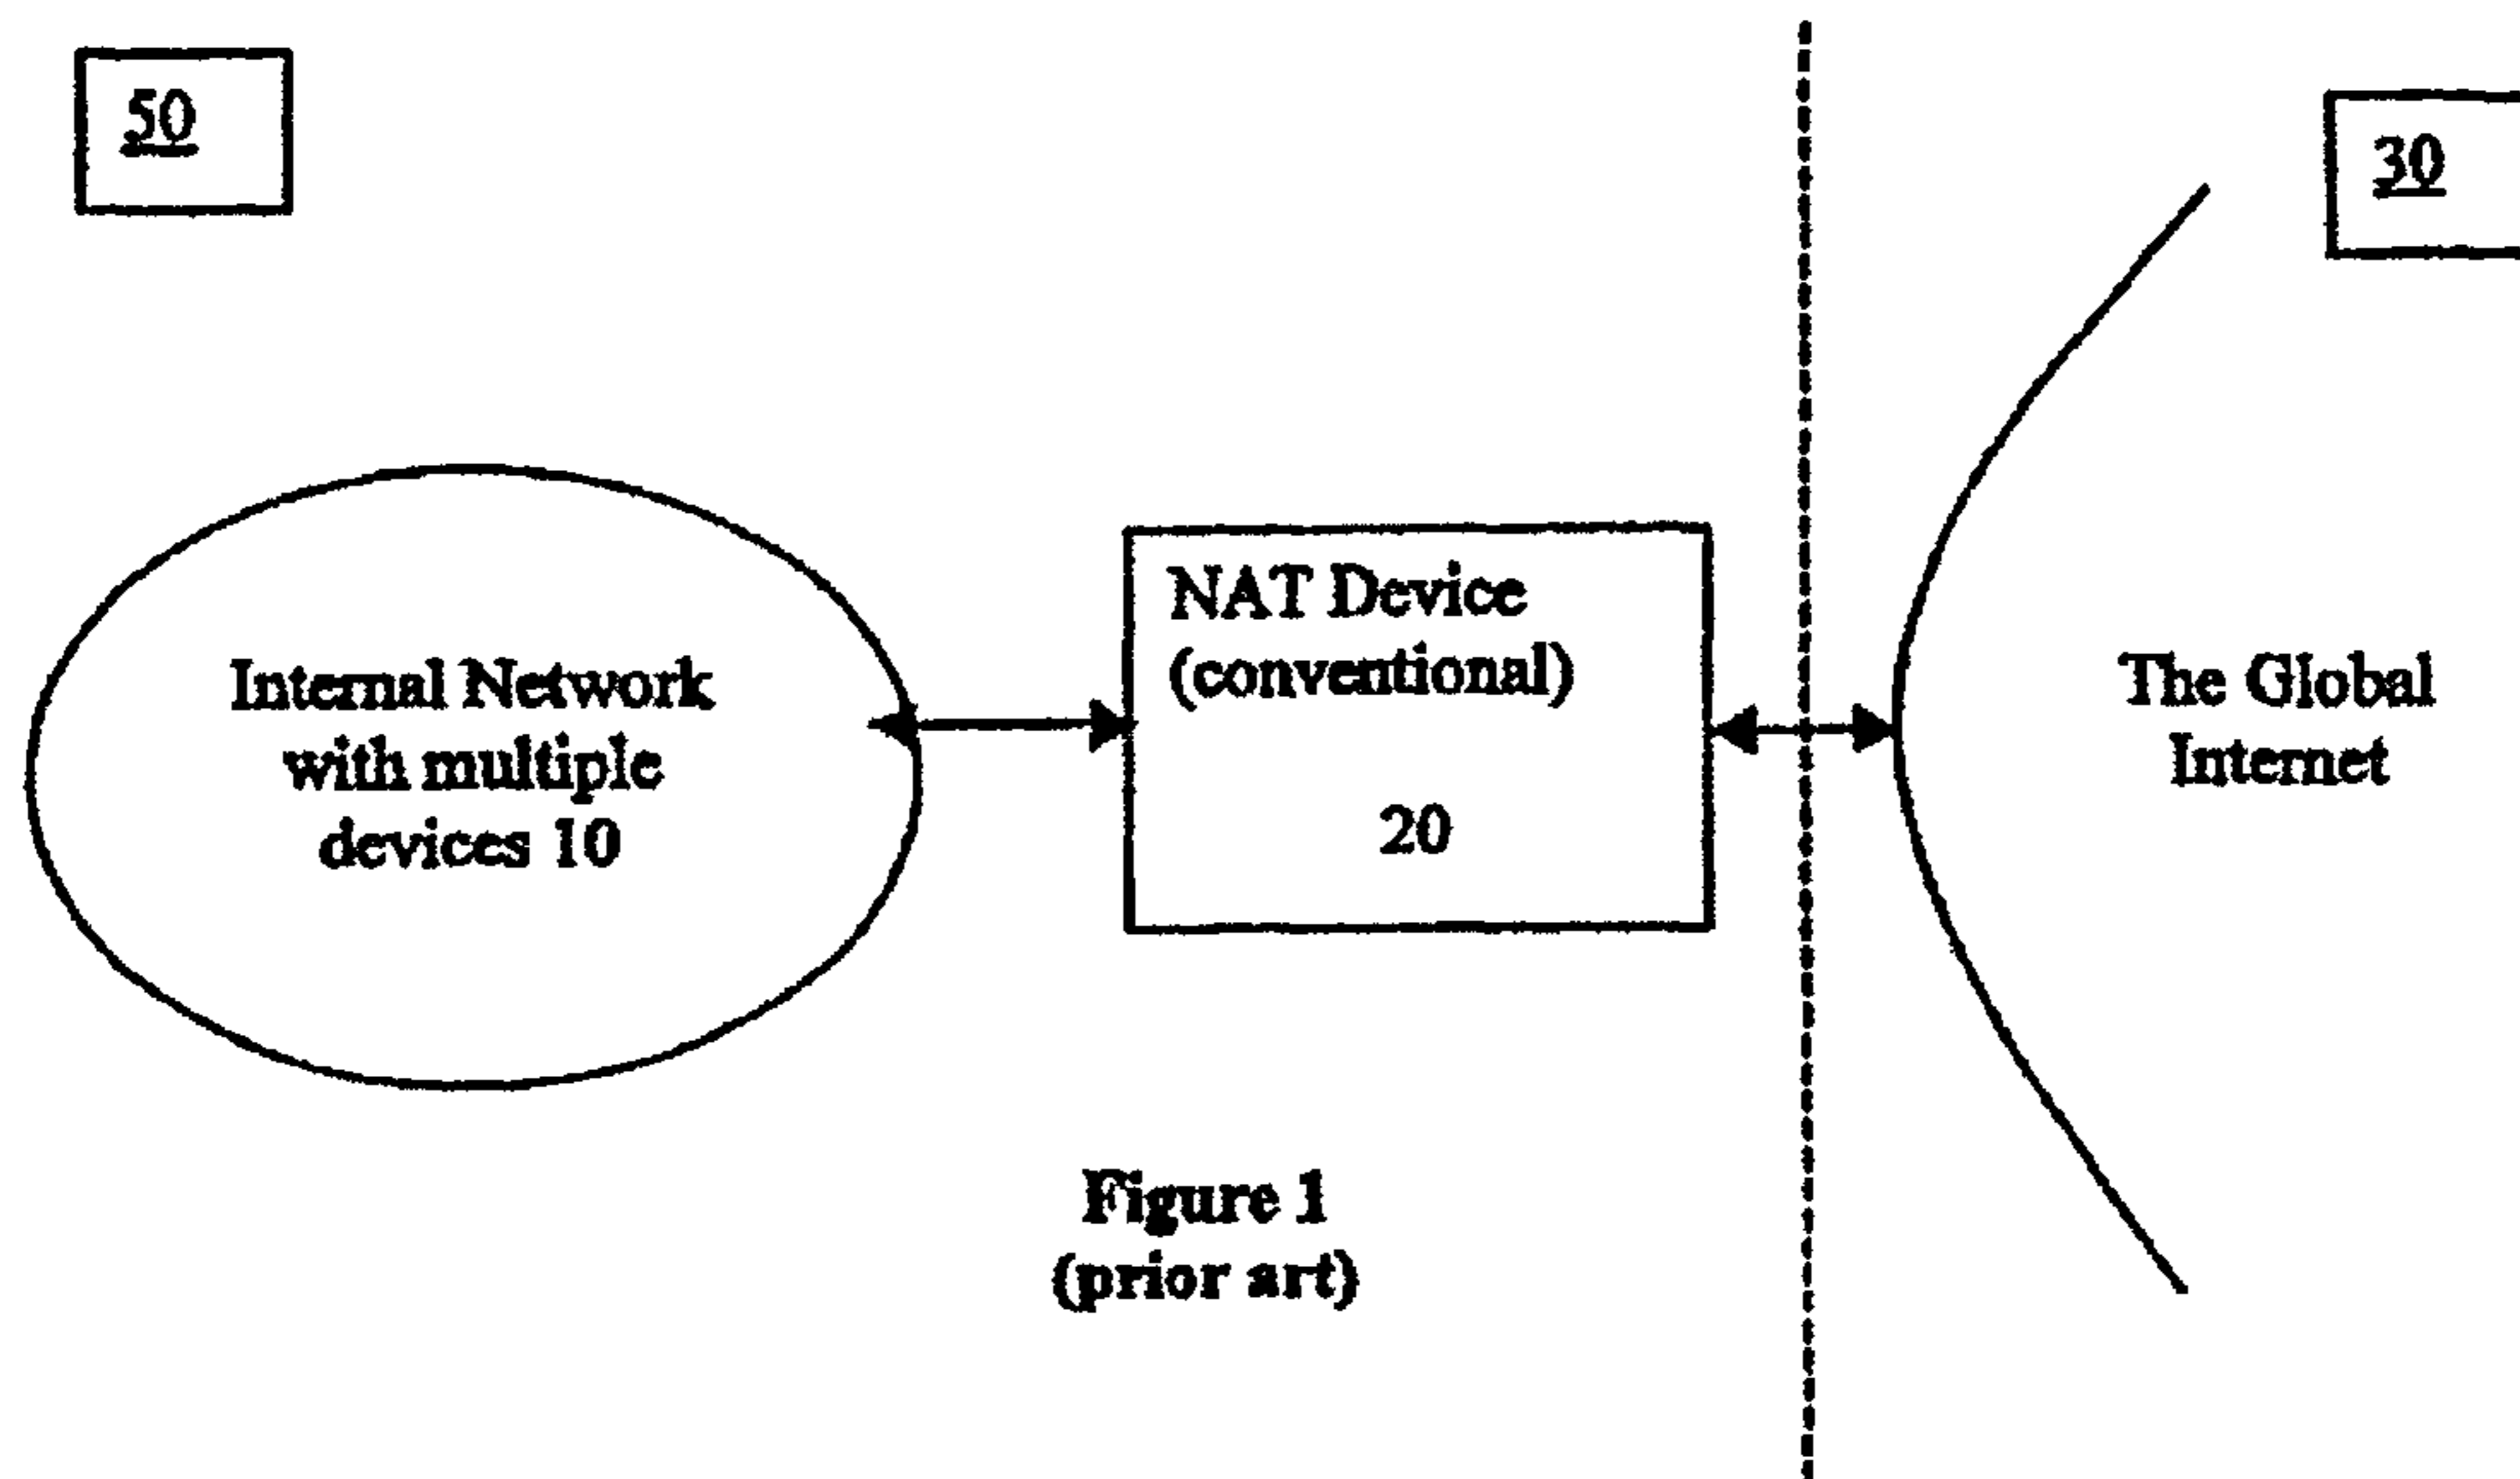 50
30
Internal Network
with multiple
devices 10
NAT Device
(conventional)
20
The Global
Internet
Figure 1
(prior art)